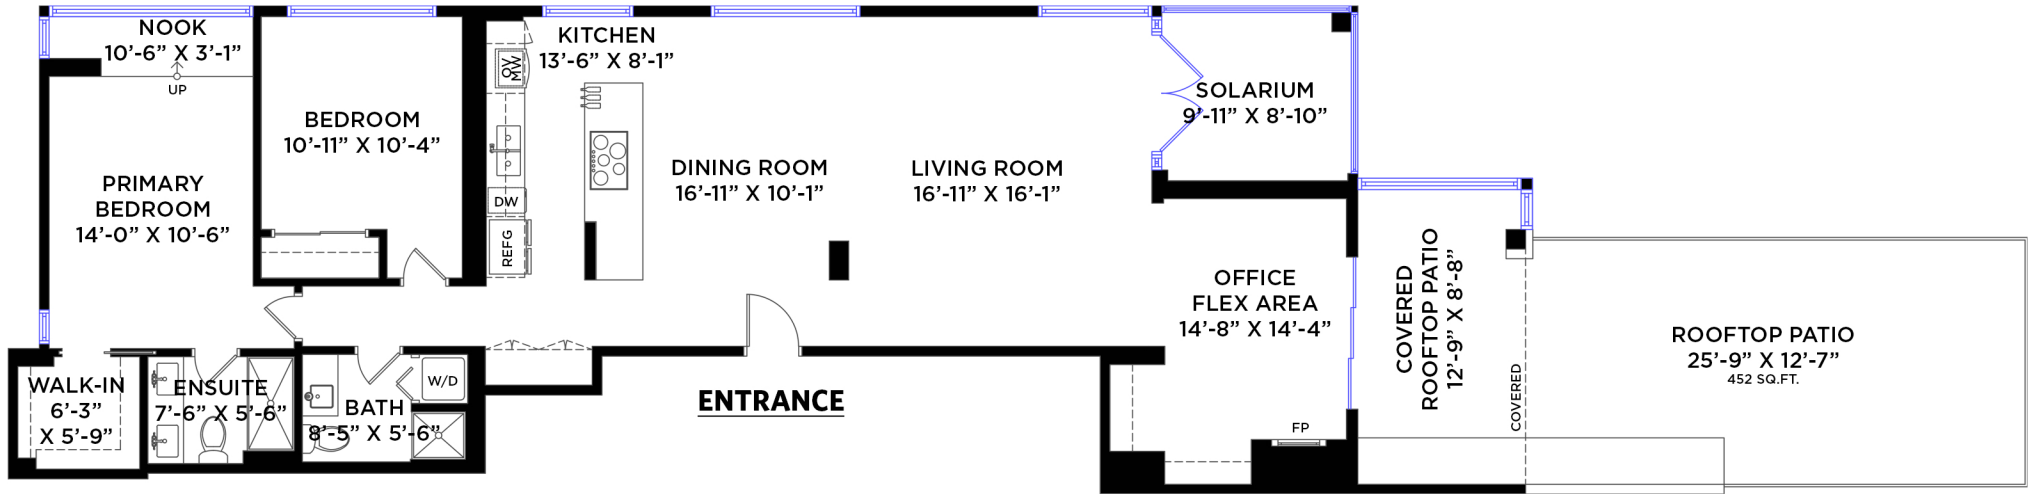 NOOK
10'-6” X 3'-1”
UP
PRIMARY
BEDROOM
14'-0” X 10'-6”
BEDROOM
10'-11” X 10'-4”
KITCHEN
13'-6” X 8'-1”
OV
MW
DW
REFG
DINING ROOM
16'-11” X 10'-1”
LIVING ROOM
16'-11” X 16'-1”
SOLARIUM
9'-11” X 8'-10”
OFFICE
FLEX AREA
14'-8” X 14'-4”
FP
COVERED
ROOFTOP PATIO
12'-9” X 8'-8”
COVERED
ROOFTOP PATIO
25'-9” X 12'-7”
452 SQ.FT.
WALK-IN
6'-3”
X 5'-9”
ENSUITE
7'-6” X 5'-6”
BATH
8'-5” X 5'-6”
W/D
ENTRANCE